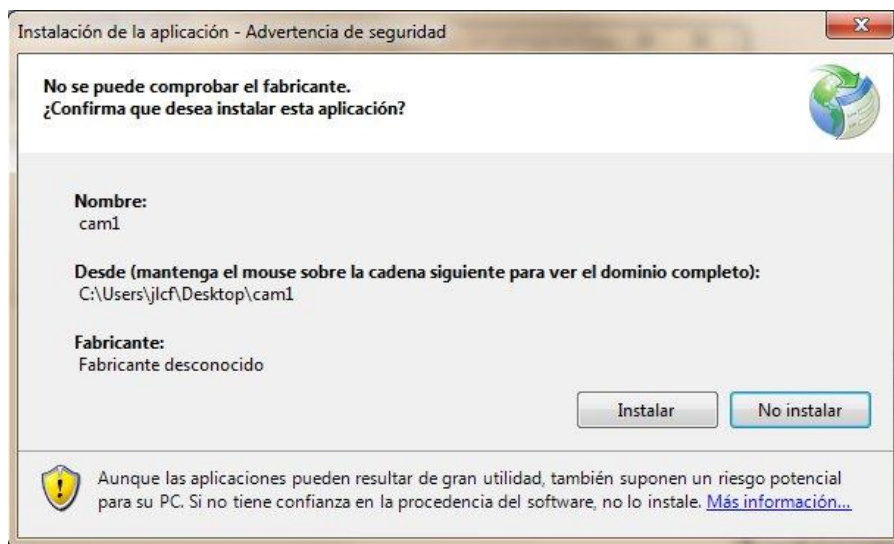 Instalación de la aplicación - Advertencia de seguridad
No se puede comprobar el fabricante.
¿Confirma que desea instalar esta aplicación?
Nombre:
cam1
Desde (mantenga el mouse sobre la cadena siguiente para ver el dominio completo):
C:\Users\jlcf\Desktop\cam1
Fabricante:
Fabricante desconocido
Instalar
No instalar
Aunque las aplicaciones pueden resultar de gran utilidad, también suponen un riesgo potencial
para su PC. Si no tiene confianza en la procedencia del software, no lo instale. Más información...